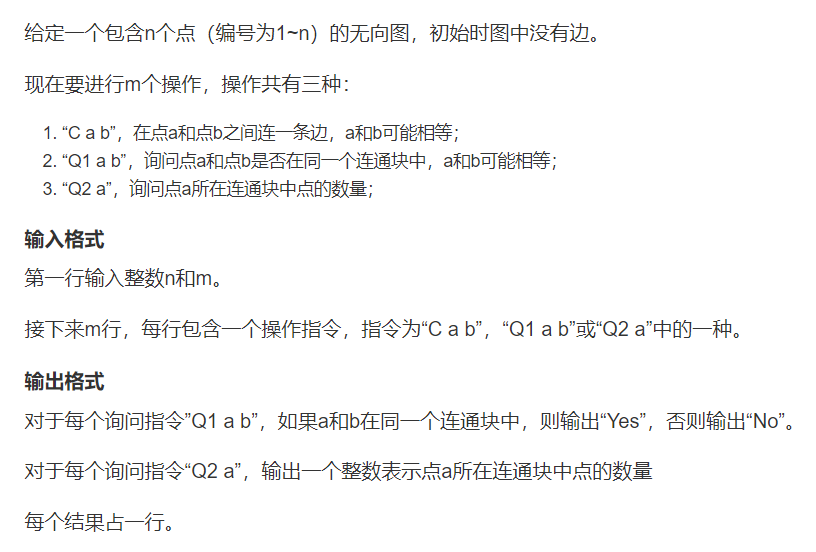 给定一个包含n个点（编号为1~n）的无向图，初始时图中没有边。
现在要进行m个操作，操作共有三种：
1. “C a b”，在点a和点b之间连一条边，a和b可能相等；
2. “Q1 a b”，询问点a和点b是否在同一个连通块中，a和b可能相等；
3. “Q2 a”，询问点a所在连通块中点的数量；
输入格式
第一行输入整数n和m。
接下来m行，每行包含一个操作指令，指令为“C a b”，“Q1 a b”或“Q2 a”中的一种。
输出格式
对于每个询问指令”Q1 a b”，如果a和b在同一个连通块中，则输出“Yes”，否则输出“No”。
对于每个询问指令“Q2 a”，输出一个整数表示点a所在连通块中点的数量
每个结果占一行。